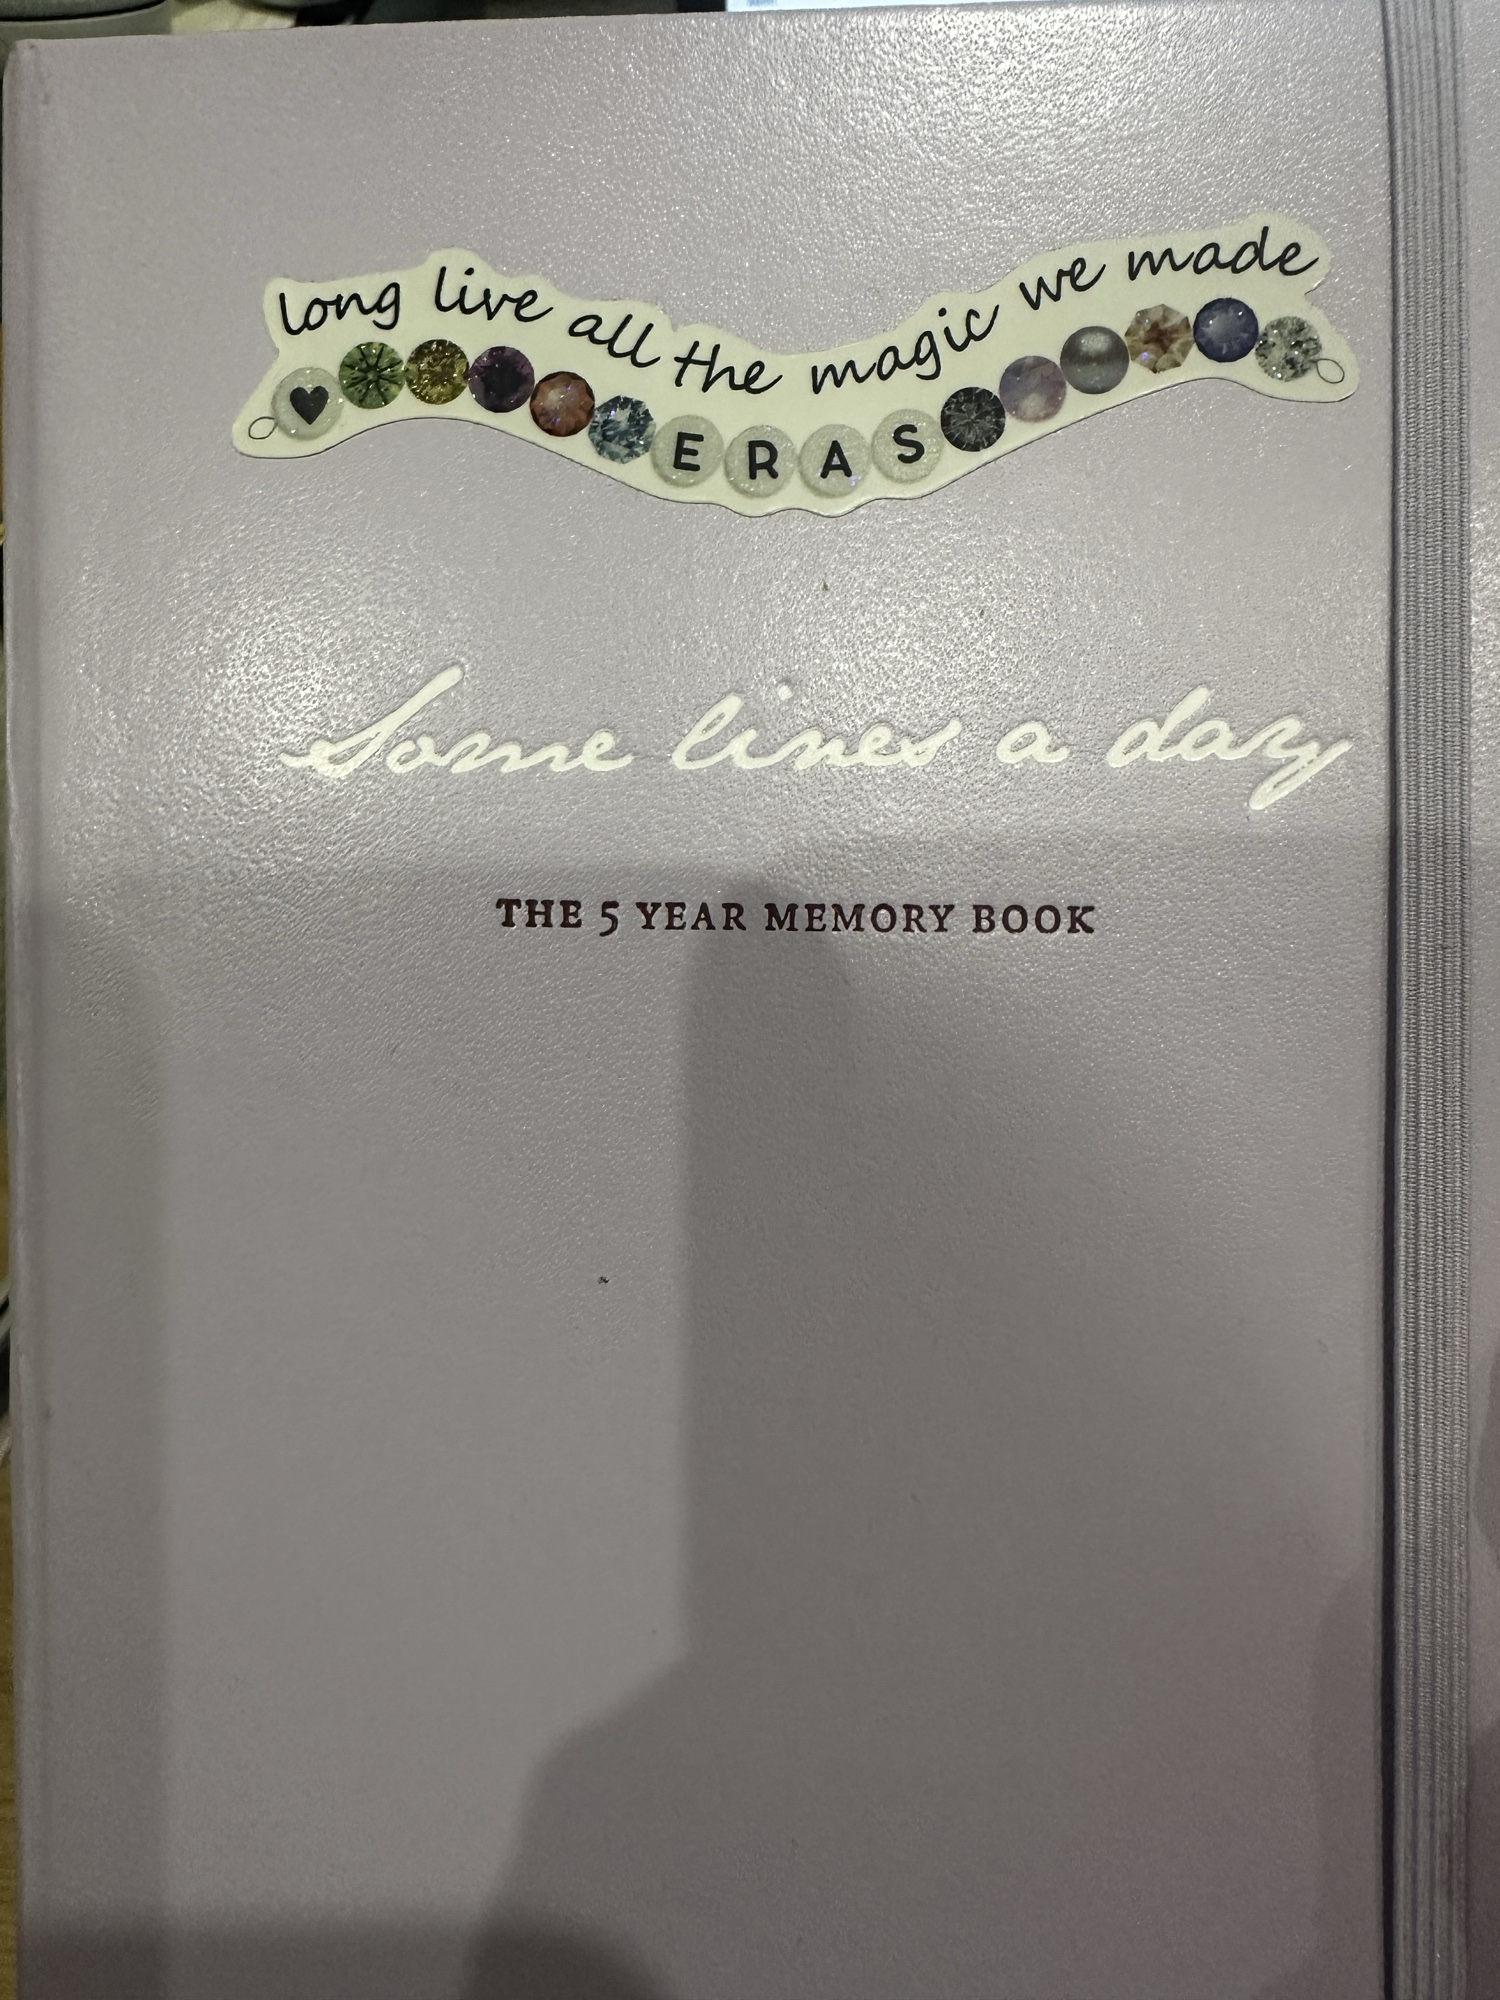 long live all the magic we made
ERAS
Some lines a day
THE 5 YEAR MEMORY BOOK